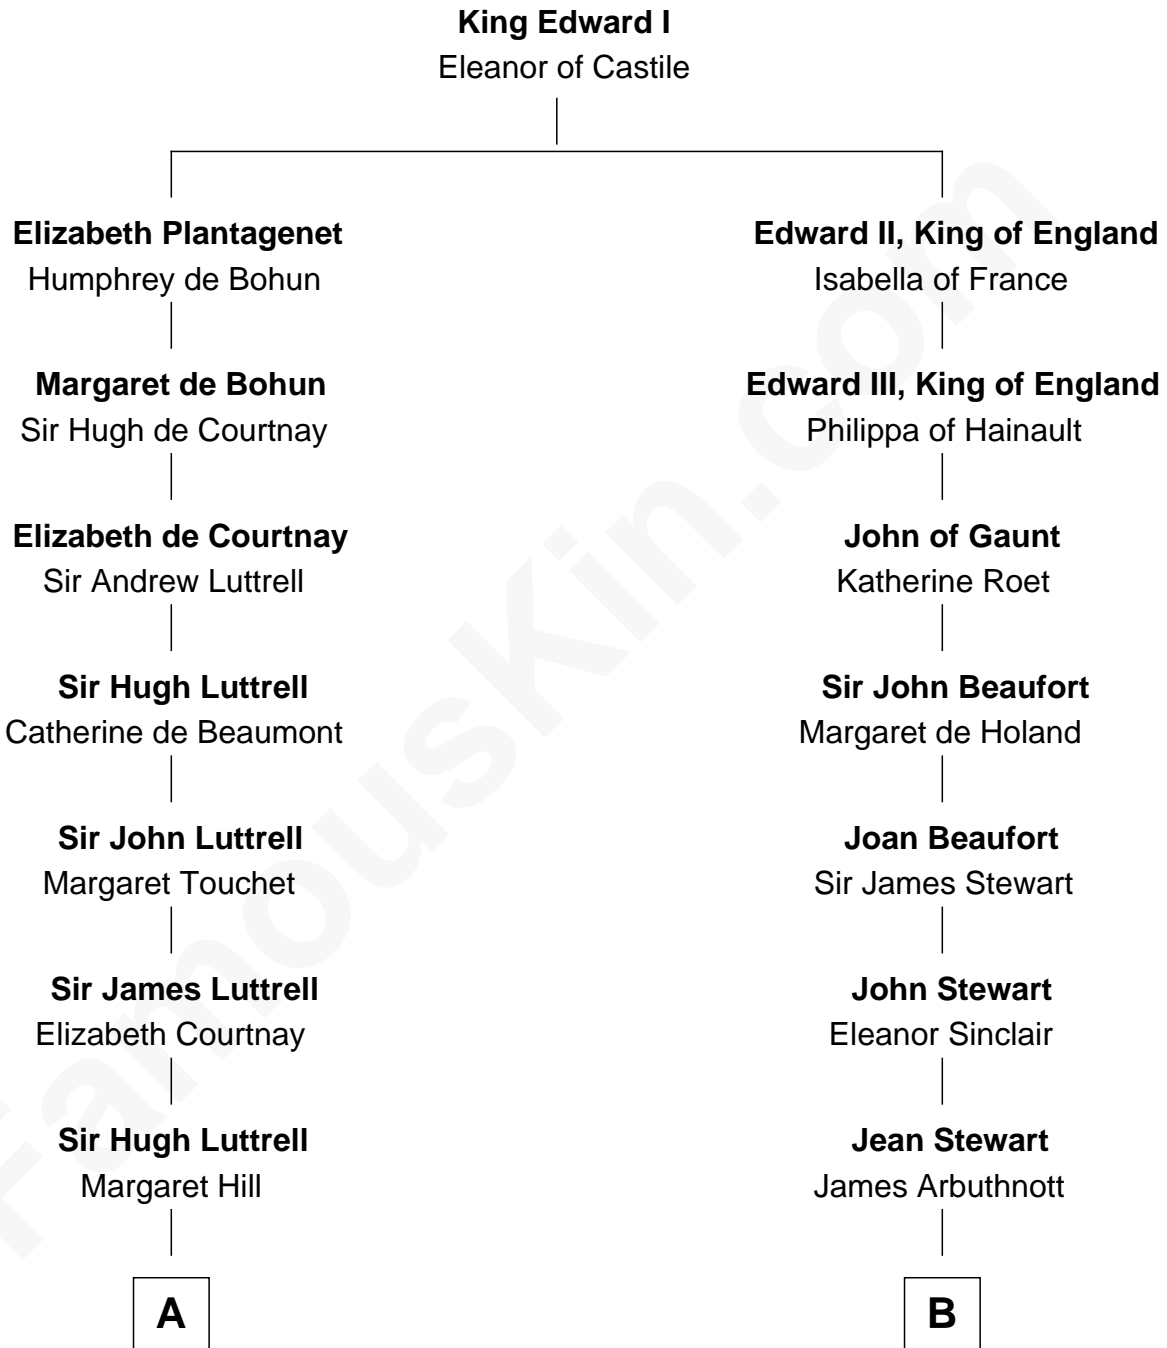 King Edward I
Eleanor of Castile
Elizabeth Plantagenet
Humphrey de Bohun
Edward II, King of England
Isabella of France
Margaret de Bohun
Sir Hugh de Courtnay
Edward III, King of England
Philippa of Hainault
Elizabeth de Courtnay
Sir Andrew Luttrell
John of Gaunt
Katherine Roet
Sir Hugh Luttrell
Catherine de Beaumont
Sir John Beaufort
Margaret de Holand
Sir John Luttrell
Margaret Touchet
Joan Beaufort
Sir James Stewart
Sir James Luttrell
Elizabeth Courtnay
John Stewart
Eleanor Sinclair
Sir Hugh Luttrell
Margaret Hill
Jean Stewart
James Arbuthnott
A
B
FamousKin.com